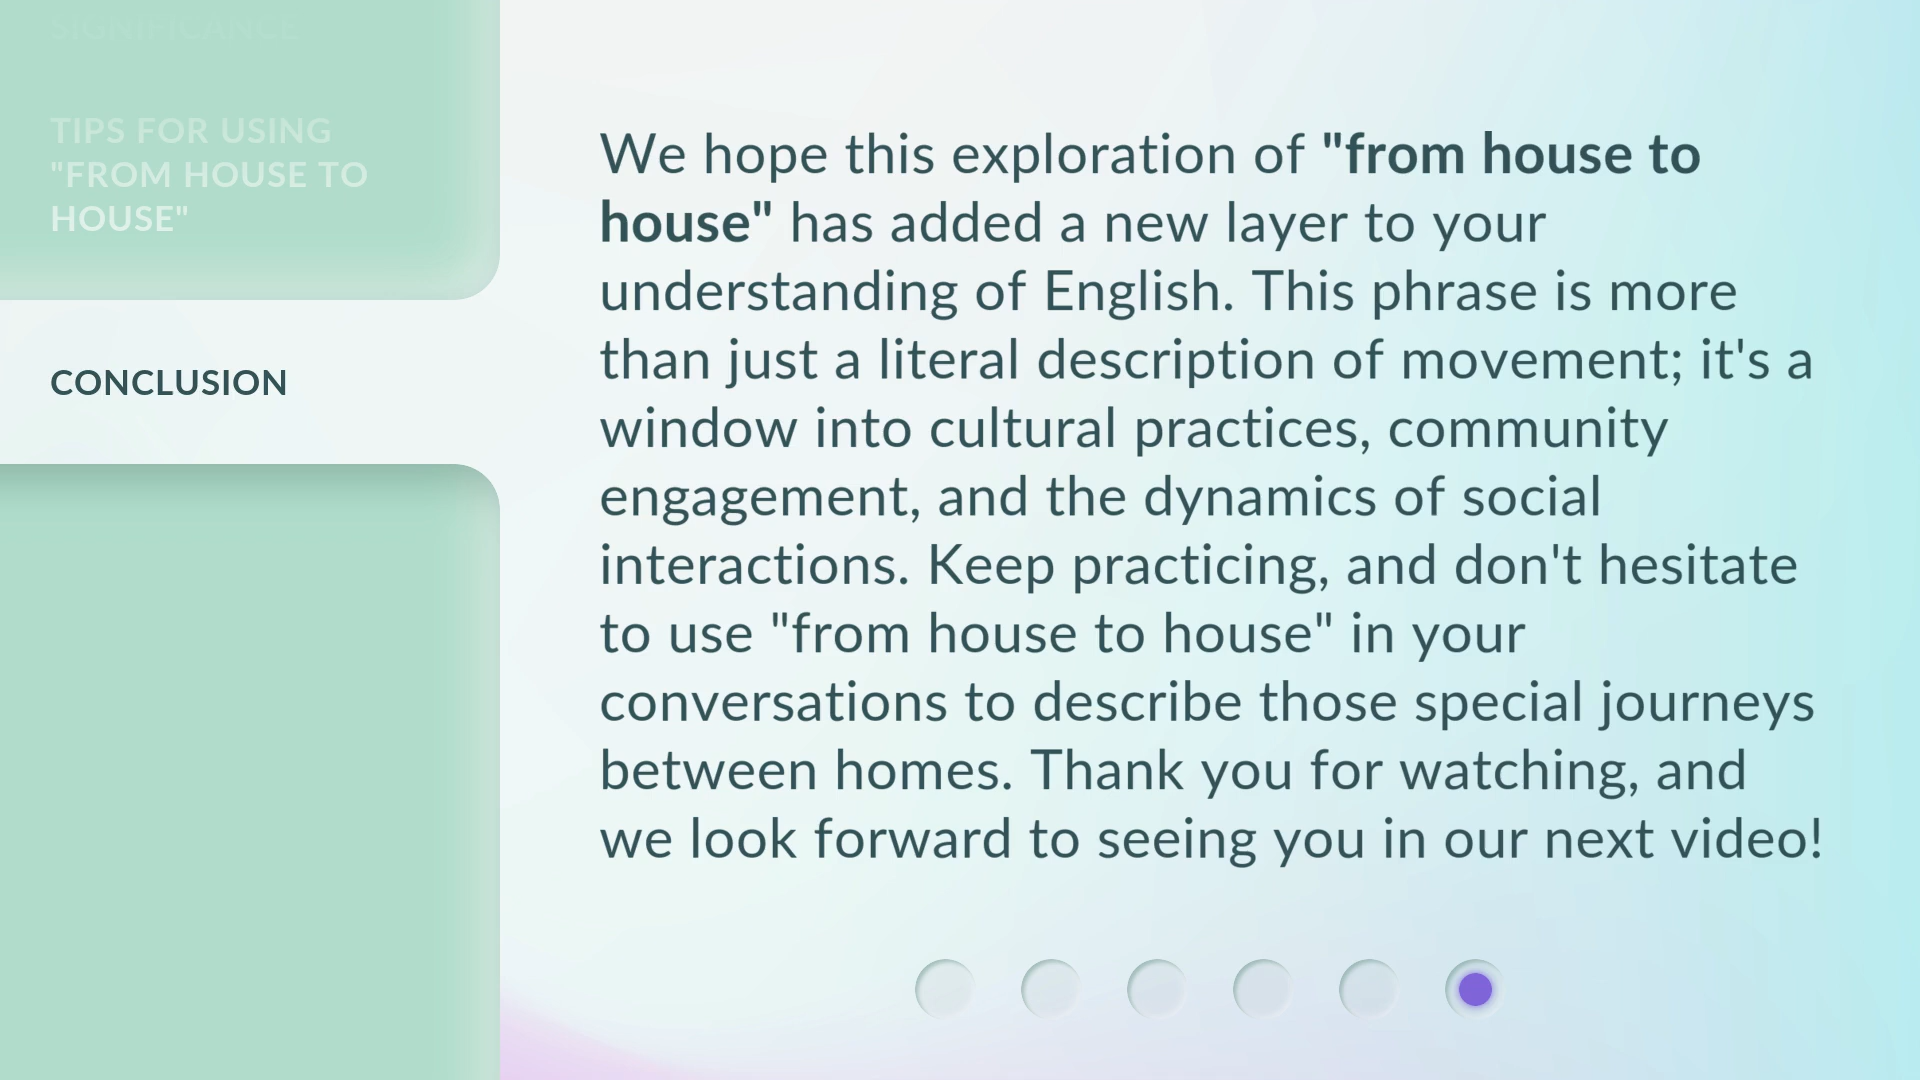 SIGNIFICANCE
TIPS FOR USING
"FROM HOUSE TO
HOUSE"
CONCLUSION
We hope this exploration of "from house to
house" has added a new layer to your
understanding of English. This phrase is more
than just a literal description of movement; it's a
window into cultural practices, community
engagement, and the dynamics of social
interactions. Keep practicing, and don't hesitate
to use "from house to house" in your
conversations to describe those special journeys
between homes. Thank you for watching, and
we look forward to seeing you in our next video!